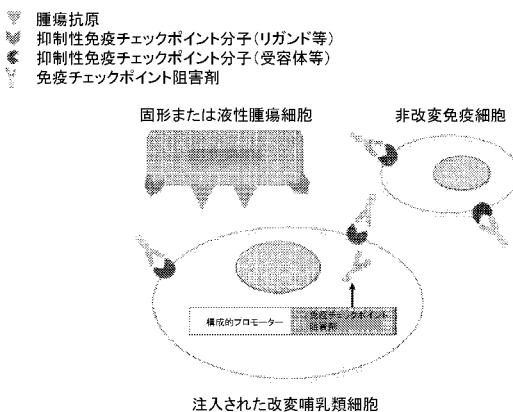 腫瘍抗原
抑制性免疫チェックポイント分子（リガンド等）
抑制性免疫チェックポイント分子（受容体等）
免疫チェックポイント阻害剤
固形または液性腫瘍細胞
非改変免疫細胞
構成的プロモーター
免疫チェックポイント
阻害剤
注入された改変哺乳類細胞